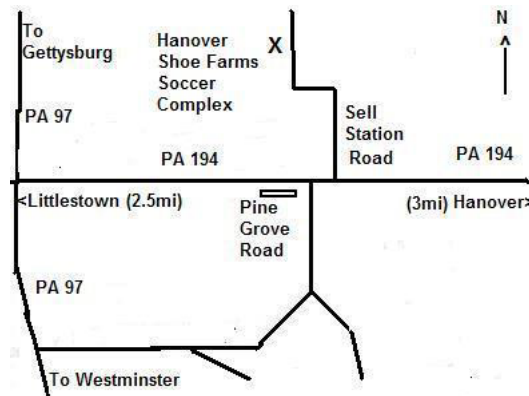 To
Gettysburg
Hanover
Shoe Farms
Soccer
Complex
X
N
PA 97
Sell
Station
Road
PA 194
PA 194
<Littlestown (2.5mi)
Pine
Grove
Road
(3mi) Hanover>
PA 97
To Westminster